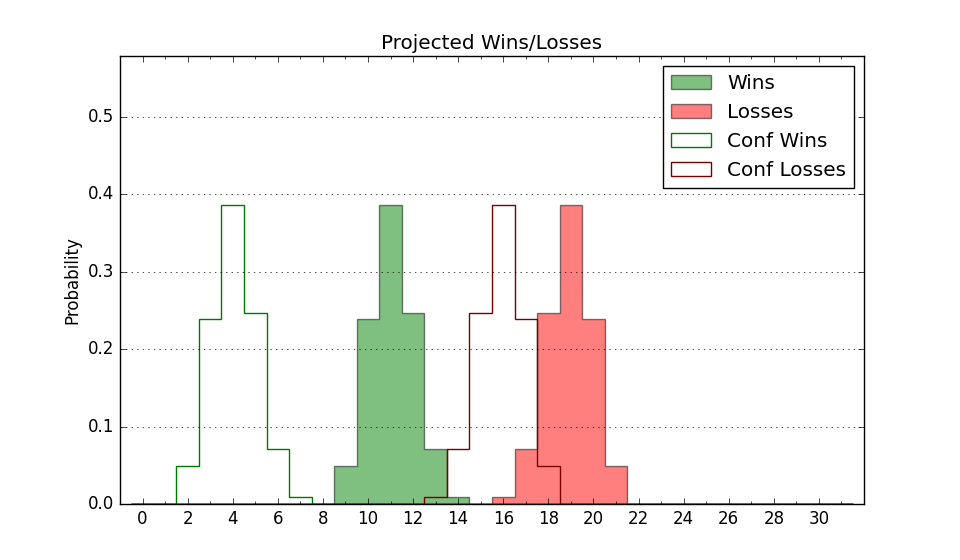 Projected Wins/Losses
Wins
Losses
Conf Wins
Conf Losses
Probability
0.5
0.4
0.3
0.2
0.1
0.0
0 2 4 6 8 10 12 14 16 18 20 22 24 26 28 30